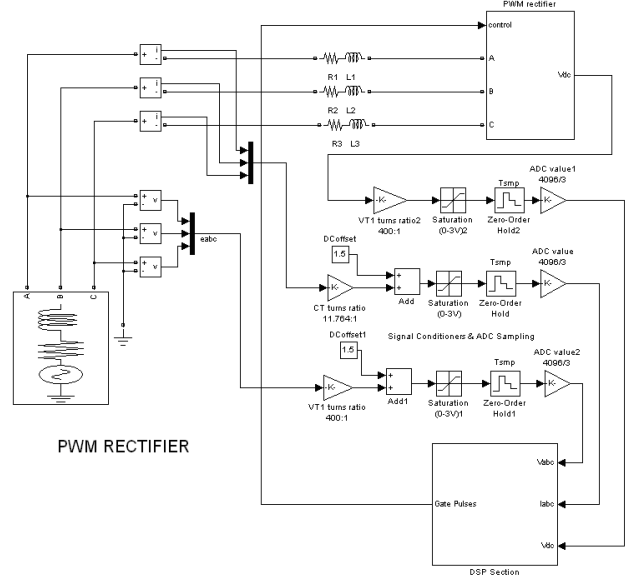 PWM rectifier
control
A
B
C
Vdc
+ i
-
+ i
-
+ i
-
R1 L1
R2 L2
R3 L3
+ v
-
+ v
-
+ v
-
eabc
A B C
PWM RECTIFIER
-K-
VT1 turns ratio2
400:1
Saturation
(0-3V)2
Tsmp
Zero-Order
Hold2
ADC value1
4096/3
-K-
DCoffset
1.5
-K-
CT turns ratio
11.764:1
+
+
Add
Saturation
(0-3V)
Tsmp
Zero-Order
Hold
ADC value
4096/3
-K-
DCoffset1
1.5
Signal Conditioners & ADC Sampling
-K-
VT1 turns ratio
400:1
+
+
Add1
Saturation
(0-3V)1
Tsmp
Zero-Order
Hold1
ADC value2
4096/3
-K-
Vabc
Gate Pulses
Iabc
Vdc
DSP Section